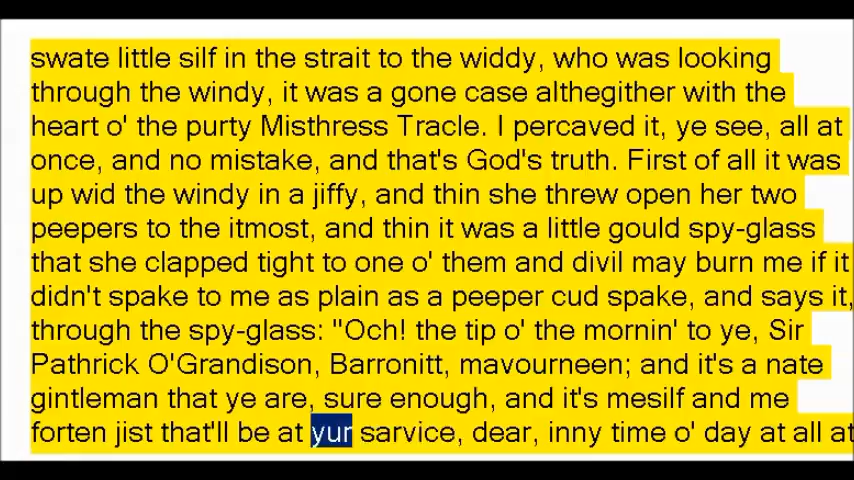 swate little silf in the strait to the widdy, who was looking
through the windy, it was a gone case althegither with the
heart o' the purty Misthress Tracle. I percaved it, ye see, all at
once, and no mistake, and that's God's truth. First of all it was
up wid the windy in a jiffy, and thin she threw open her two
peepers to the itmost, and thin it was a little gould spy-glass
that she clapped tight to one o' them and divil may burn me if it
didn't spake to me as plain as a peeper cud spake, and says it,
through the spy-glass: "Och! the tip o' the mornin' to ye, Sir
Pathrick O'Grandison, Barronitt, mavourneen; and it's a nate
gintleman that ye are, sure enough, and it's mesilf and me
forten jist that'll be at yur sarvice, dear, inny time o' day at all at